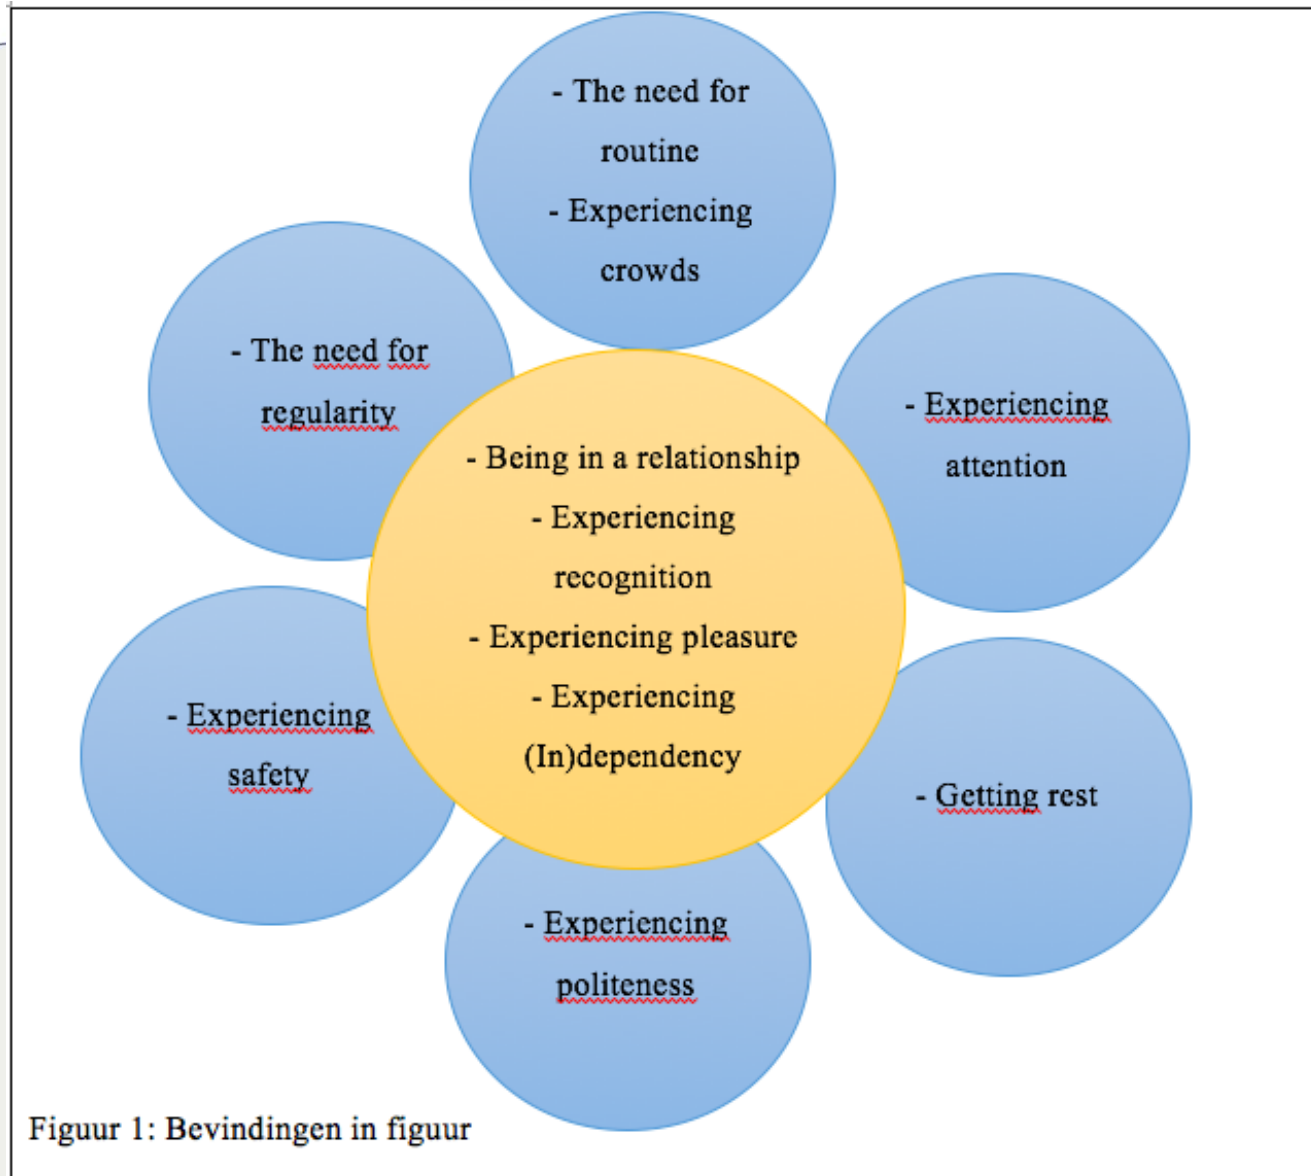 - The need for
routine
- Experiencing
crowds
- The need for
regularity
- Experiencing
attention
- Being in a relationship
- Experiencing
recognition
- Experiencing pleasure
- Experiencing
(In)dependency
- Experiencing
safety
- Getting rest
- Experiencing
politeness
Figuur 1: Bevindingen in figuur